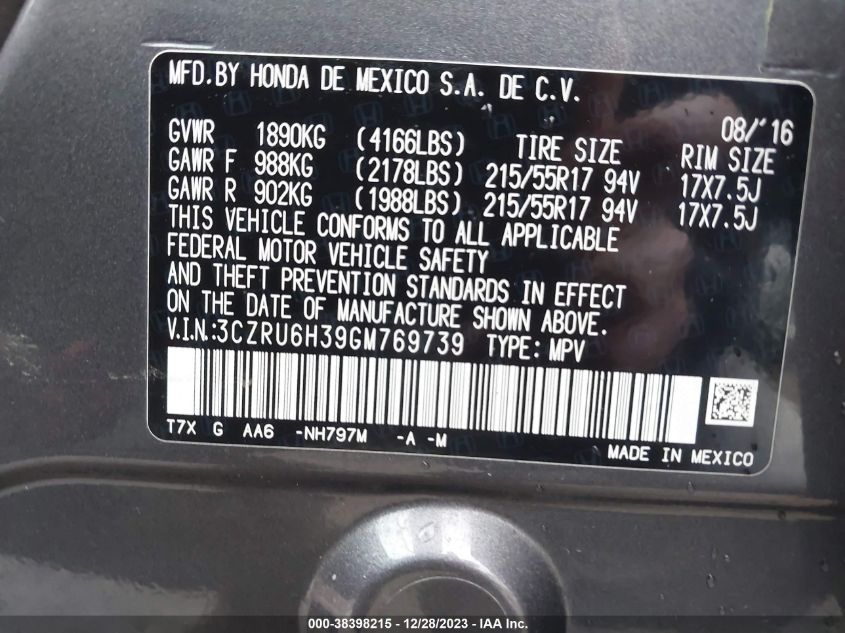 MFD.BY HONDA DE MEXICO S.A. DE C.V.
08/'16
GVWR 1890KG (4166LBS) TIRE SIZE RIM SIZE
GAWR F 988KG (2178LBS) 215/55R17 94V 17X7.5J
GAWR R 902KG (1988LBS) 215/55R17 94V 17X7.5J
THIS VEHICLE CONFORMS TO ALL APPLICABLE
FEDERAL MOTOR VEHICLE SAFETY
AND THEFT PREVENTION STANDARDS IN EFFECT
ON THE DATE OF MANUFACTURE SHOWN ABOVE.
V.I.N.:3CZRU6H39GM769739 TYPE: MPV
T7X G AA6 -NH797M -A -M
MADE IN MEXICO
000-38398215 - 12/28/2023 - IAA Inc.